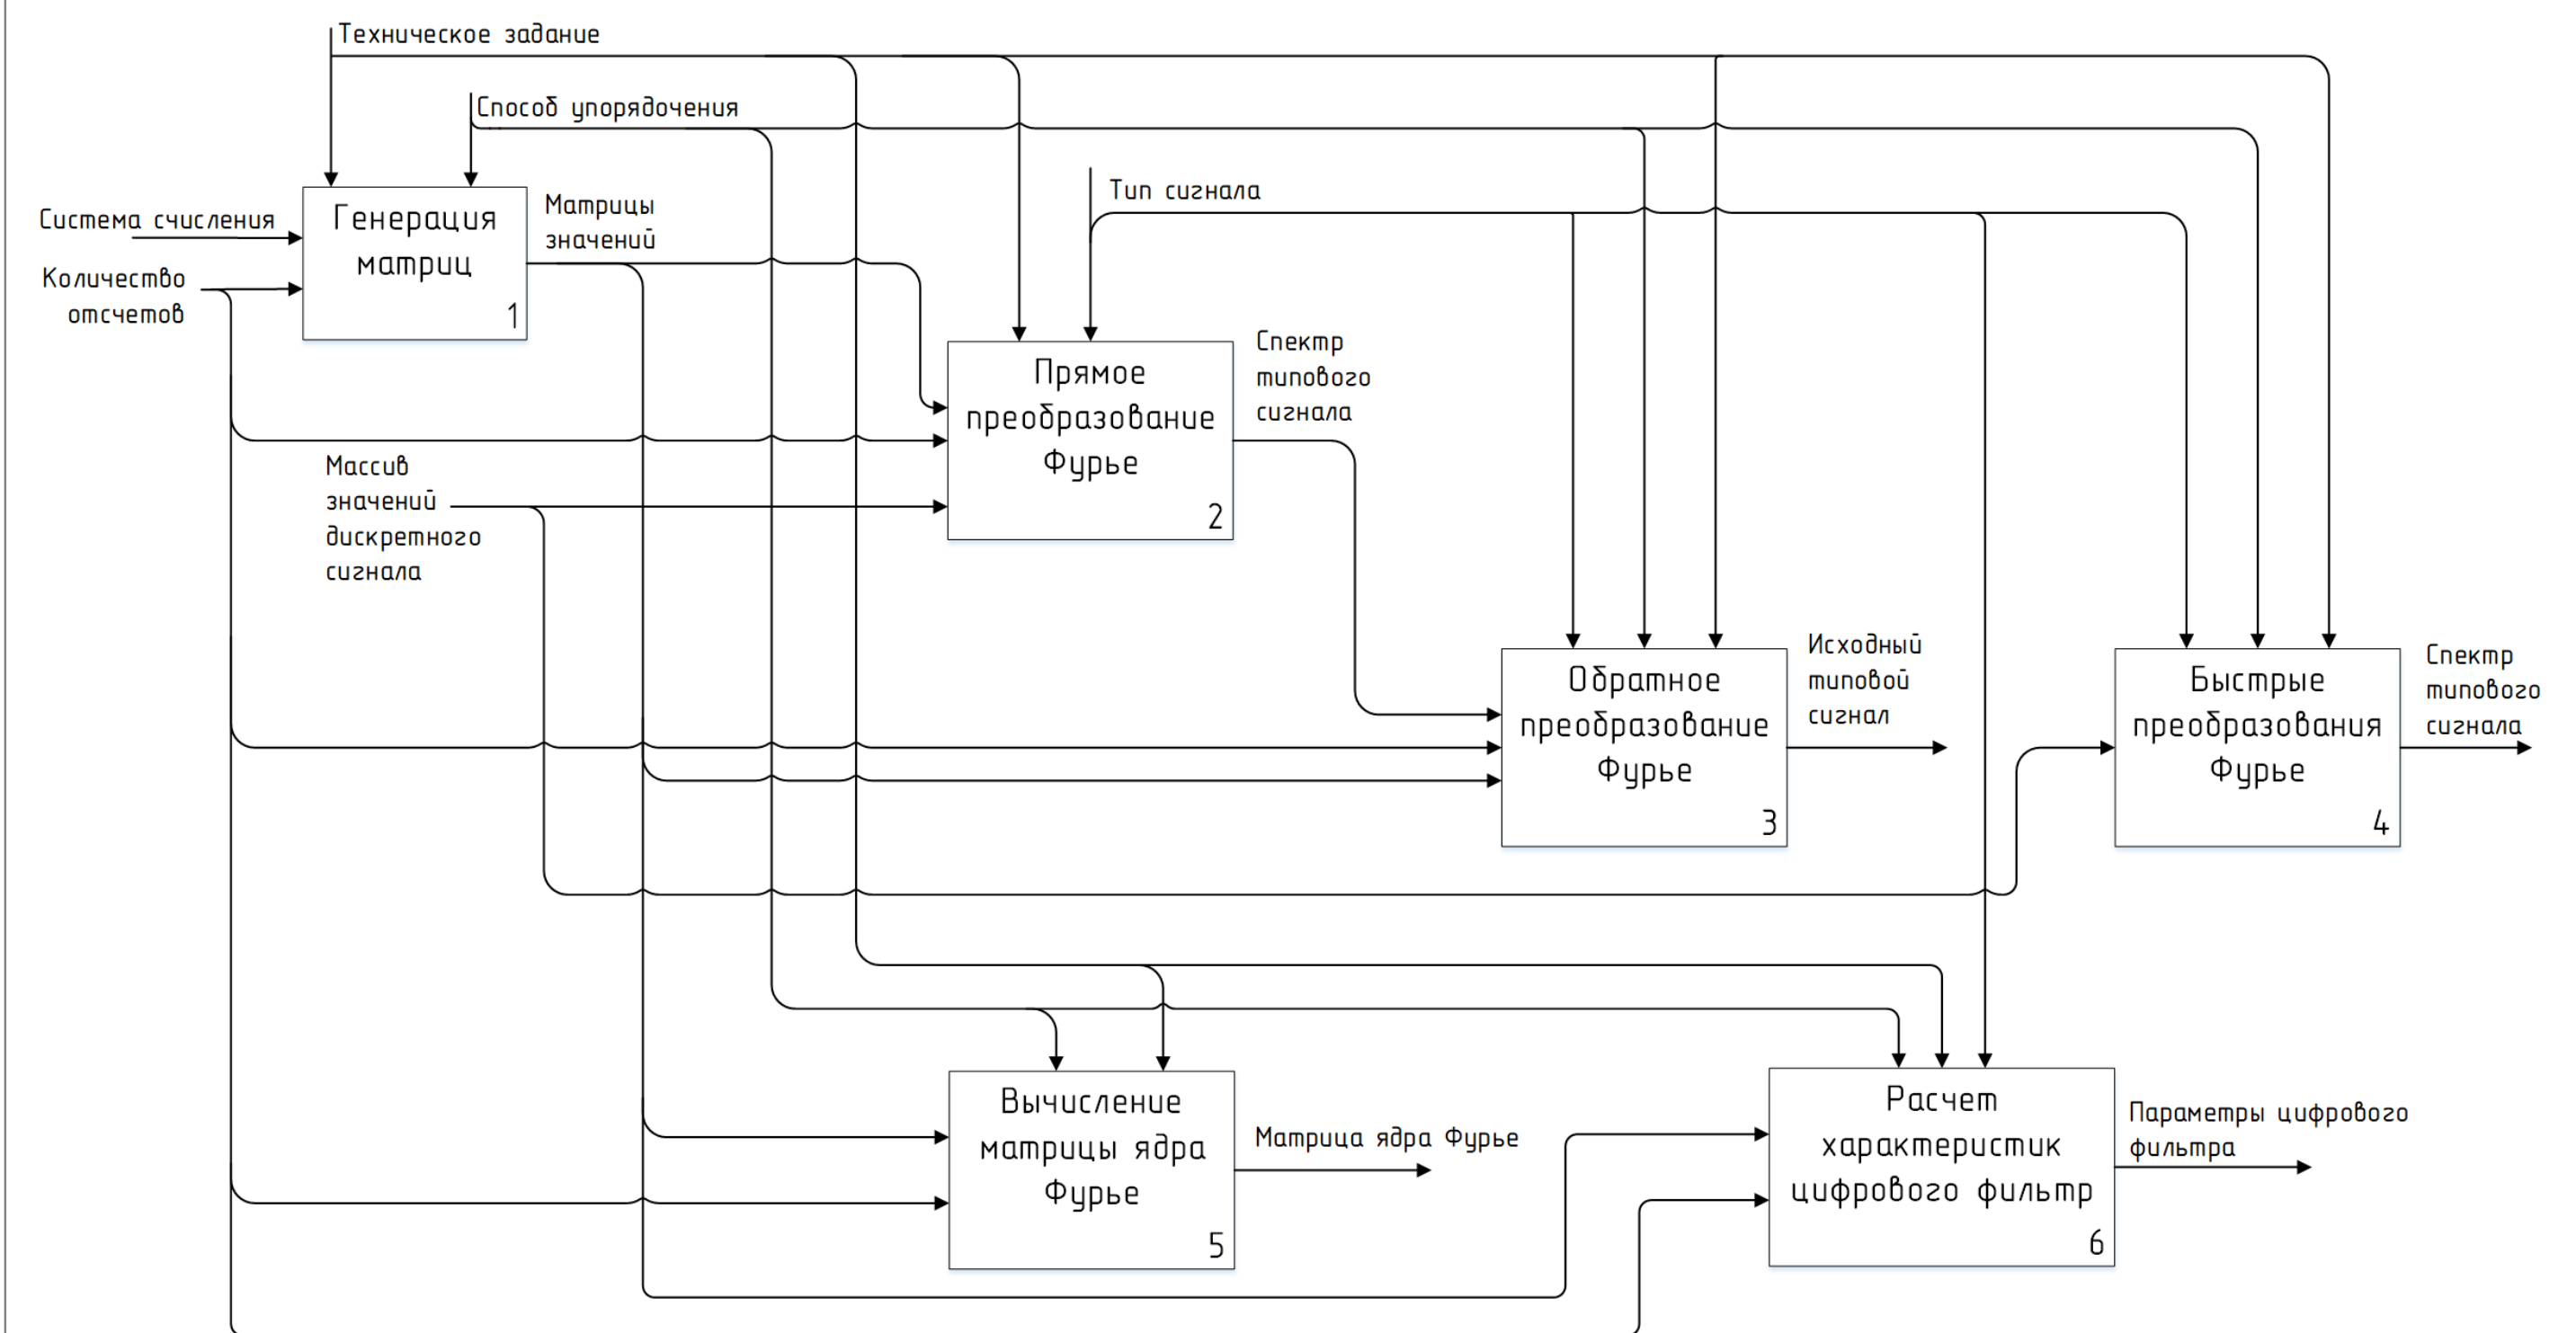 Техническое задание
Способ упорядочения
Тип сигнала
Система счисления
Количество
отсчетов
Генерация
матриц
1
Матрицы
значений
Массив
значений
дискретного
сигнала
Прямое
преобразование
Фурье
2
Спектр
типового
сигнала
Обратное
преобразование
Фурье
3
Исходный
типовой
сигнал
Быстрые
преобразования
Фурье
4
Спектр
типового
сигнала
Вычисление
матрицы ядра
Фурье
5
Матрица ядра Фурье
Расчет
характеристик
цифрового фильтр
6
Параметры цифрового
фильтра